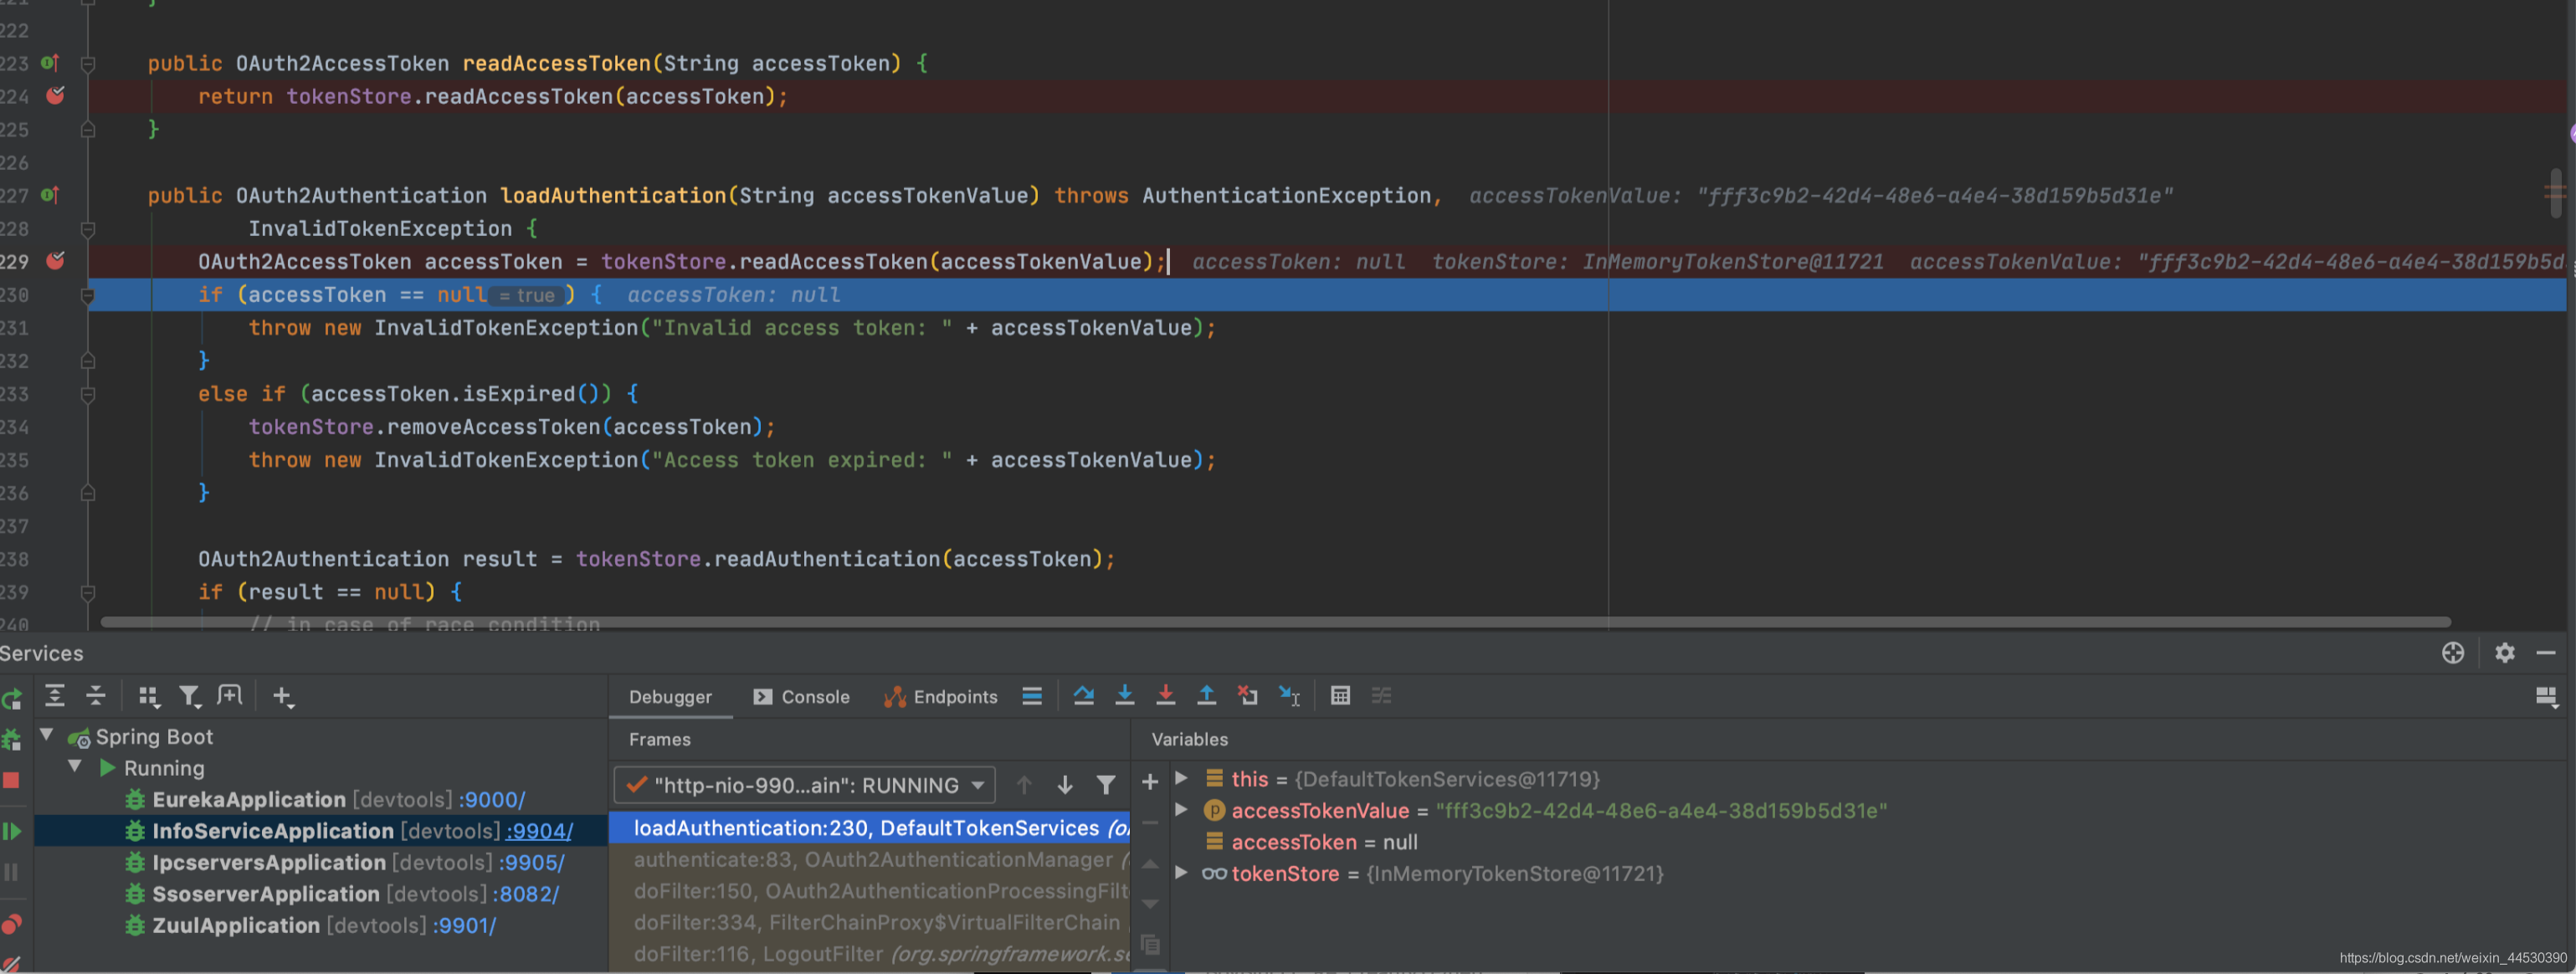 221 }
222
223 public OAuth2AccessToken readAccessToken(String accessToken) {
224 return tokenStore.readAccessToken(accessToken);
225 }
226
227 public OAuth2Authentication loadAuthentication(String accessTokenValue) throws AuthenticationException, accessTokenValue: "fff3c9b2-42d4-48e6-a4e4-38d159b5d31e"
228 InvalidTokenException {
229 OAuth2AccessToken accessToken = tokenStore.readAccessToken(accessTokenValue); accessToken: null tokenStore: InMemoryTokenStore@11721 accessTokenValue: "fff3c9b2-42d4-48e6-a4e4-38d159b5d
230 if (accessToken == null = true ) { accessToken: null
231 throw new InvalidTokenException("Invalid access token: " + accessTokenValue);
232 }
233 else if (accessToken.isExpired()) {
234 tokenStore.removeAccessToken(accessToken);
235 throw new InvalidTokenException("Access token expired: " + accessTokenValue);
236 }
237
238 OAuth2Authentication result = tokenStore.readAuthentication(accessToken);
239 if (result == null) {
240 // in case of race condition
Services
Debugger Console Endpoints
Spring Boot
Running
EurekaApplication [devtools] :9000/
InfoServiceApplication [devtools] :9904/
IpcserversApplication [devtools] :9905/
SsoserverApplication [devtools] :8082/
ZuulApplication [devtools] :9901/
Frames
"http-nio-990...ain": RUNNING
loadAuthentication:230, DefaultTokenServices (o
authenticate:83, OAuth2AuthenticationManager (
doFilter:150, OAuth2AuthenticationProcessingFilt
doFilter:334, FilterChainProxy$VirtualFilterChain
doFilter:116, LogoutFilter (org.springframework.se
Variables
this = {DefaultTokenServices@11719}
accessTokenValue = "fff3c9b2-42d4-48e6-a4e4-38d159b5d31e"
accessToken = null
tokenStore = {InMemoryTokenStore@11721}
https://blog.csdn.net/weixin_44530390